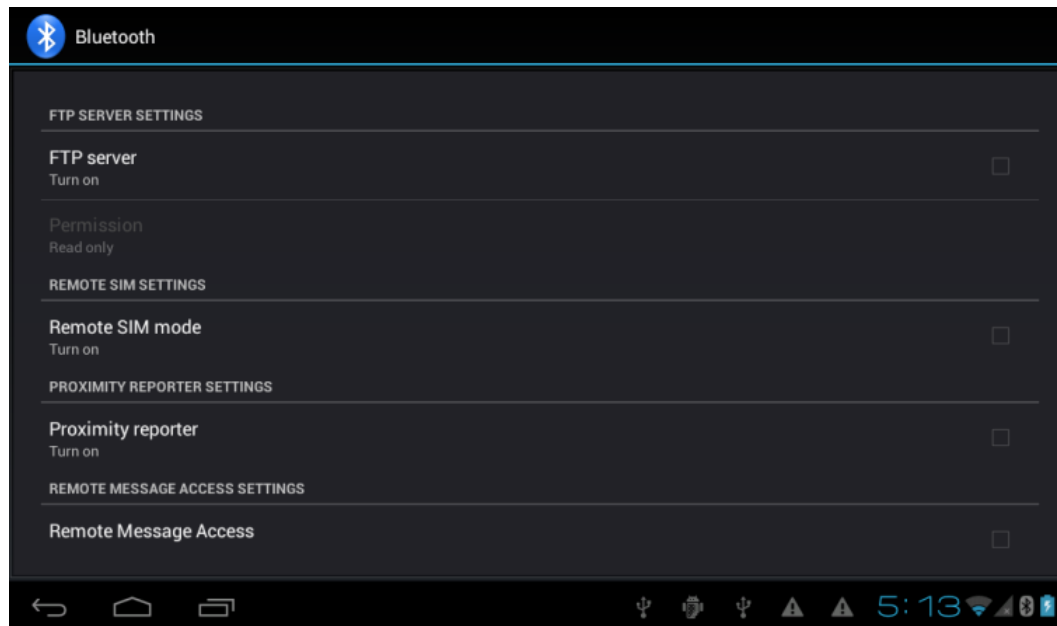 Bluetooth
FTP SERVER SETTINGS
FTP server
Turn on
Permission
Read only
REMOTE SIM SETTINGS
Remote SIM mode
Turn on
PROXIMITY REPORTER SETTINGS
Proximity reporter
Turn on
REMOTE MESSAGE ACCESS SETTINGS
Remote Message Access
5:13